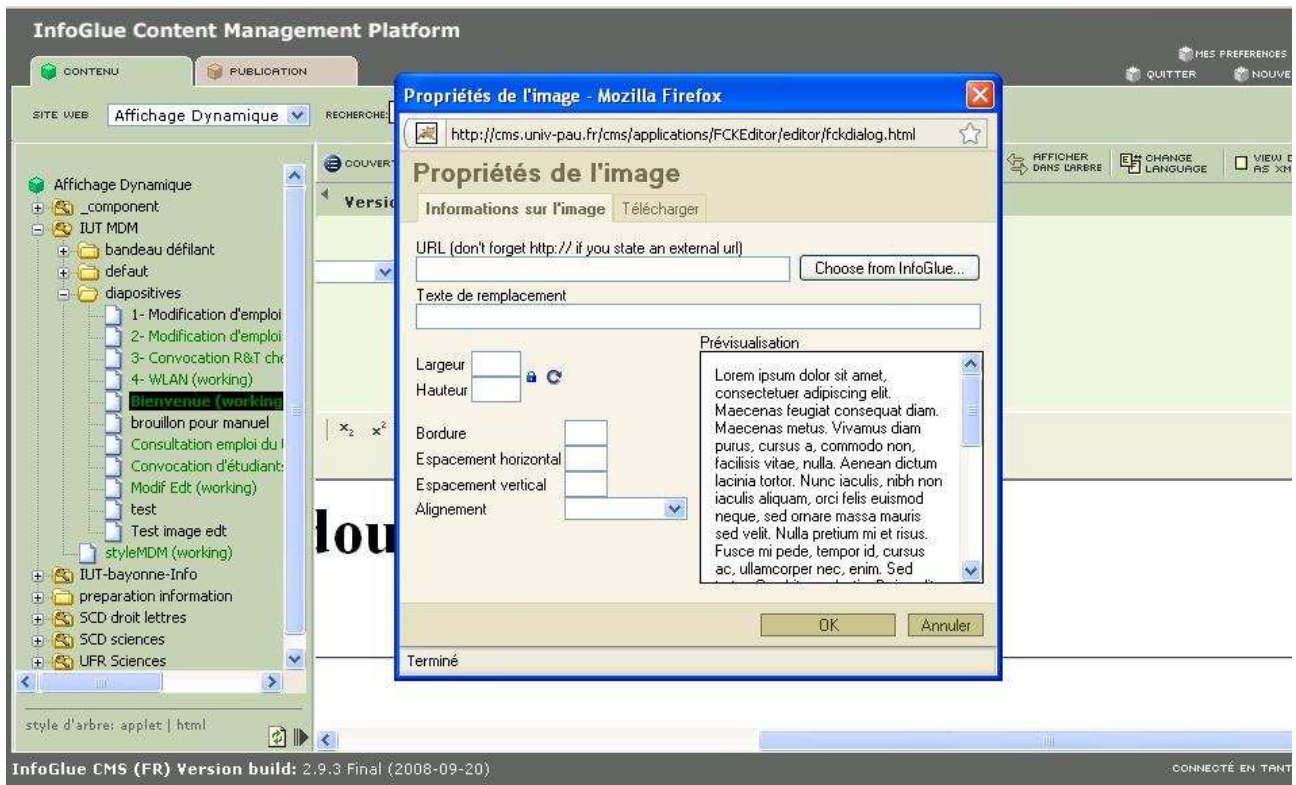 InfoGlue Content Management Platform
MES PREFERENCES
CONTENU
PUBLICATION
QUITTER
SITE WEB
Affichage Dynamique
RECHERCHE:
Propriétés de l'image - Mozilla Firefox
http://cms.univ-pau.fr/cms/applications/FCKEditor/editor/fckdialog.html
AFFICHER
DANS L'ARBRE
CHANGE
LANGUAGE
VIEW
Propriétés de l'image
Informations sur l'image
Télécharger
URL (don't forget http:// if you state an external url)
Choose from InfoGlue...
Texte de remplacement
Largeur
Hauteur
Bordure
Espacement horizontal
Espacement vertical
Alignement
Prévisualisation
Lorem ipsum dolor sit amet,
consectetuer adipiscing elit.
Maecenas feugiat consequat diam.
Maecenas metus. Vivamus diam
purus, cursus a, commodo non,
facilisis vitae, nulla. Aenean dictum
lacinia tortor. Nunc iaculis, nibh non
iaculis aliquam, orci felis euismod
neque, sed ornare massa mauris
sed velit. Nulla pretium mi et risus.
Fusce mi pede, tempor id, cursus
ac, ullamcorper nec, enim. Sed
OK
Annuler
Terminé
Affichage Dynamique
_component
IUT MDM
bandeau défilant
defaut
diapositives
1- Modification d'emploi
2- Modification d'emploi
3- Convocation R&T
4- WLAN (working)
Bienvenue (working
brouillon pour manuel
Consultation emploi du
Convocation d'étudiant
Modif Edt (working)
test
Test image edt
styleMDM (working)
IUT-bayonne-Info
preparation information
SCD droit lettres
SCD sciences
UFR Sciences
x₂ x²
style d'arbre: applet | html
InfoGlue CMS (FR) Version build: 2.9.3 Final (2008-09-20)
CONNECTÉ EN TANT